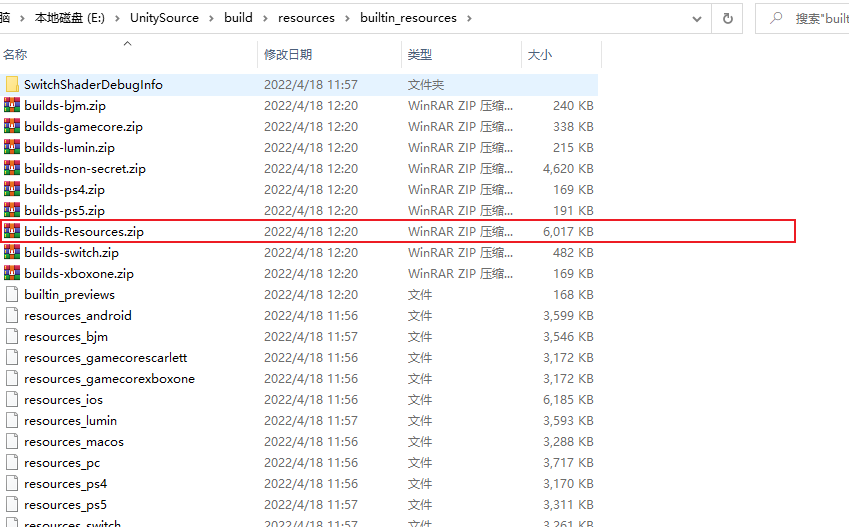 脑 › 本地磁盘 (E:) › UnitySource › build › resources › builtin_resources › 搜索"built
名称 修改日期 类型 大小
SwitchShaderDebugInfo 2022/4/18 11:57 文件夹
builds-bjm.zip 2022/4/18 12:20 WinRAR ZIP 压缩... 240 KB
builds-gamecore.zip 2022/4/18 12:20 WinRAR ZIP 压缩... 338 KB
builds-lumin.zip 2022/4/18 12:20 WinRAR ZIP 压缩... 215 KB
builds-non-secret.zip 2022/4/18 12:20 WinRAR ZIP 压缩... 4,620 KB
builds-ps4.zip 2022/4/18 12:20 WinRAR ZIP 压缩... 169 KB
builds-ps5.zip 2022/4/18 12:20 WinRAR ZIP 压缩... 191 KB
builds-Resources.zip 2022/4/18 12:20 WinRAR ZIP 压缩... 6,017 KB
builds-switch.zip 2022/4/18 12:20 WinRAR ZIP 压缩... 482 KB
builds-xboxone.zip 2022/4/18 12:20 WinRAR ZIP 压缩... 169 KB
builtin_previews 2022/4/18 12:20 文件 168 KB
resources_android 2022/4/18 11:56 文件 3,599 KB
resources_bjm 2022/4/18 11:57 文件 3,546 KB
resources_gamecorescarlett 2022/4/18 11:56 文件 3,172 KB
resources_gamecorexboxone 2022/4/18 11:56 文件 3,172 KB
resources_ios 2022/4/18 11:56 文件 6,185 KB
resources_lumin 2022/4/18 11:57 文件 3,593 KB
resources_macos 2022/4/18 11:56 文件 3,288 KB
resources_pc 2022/4/18 11:57 文件 3,717 KB
resources_ps4 2022/4/18 11:56 文件 3,170 KB
resources_ps5 2022/4/18 11:57 文件 3,311 KB
resources_switch 2022/4/18 11:57 文件 3,261 KB